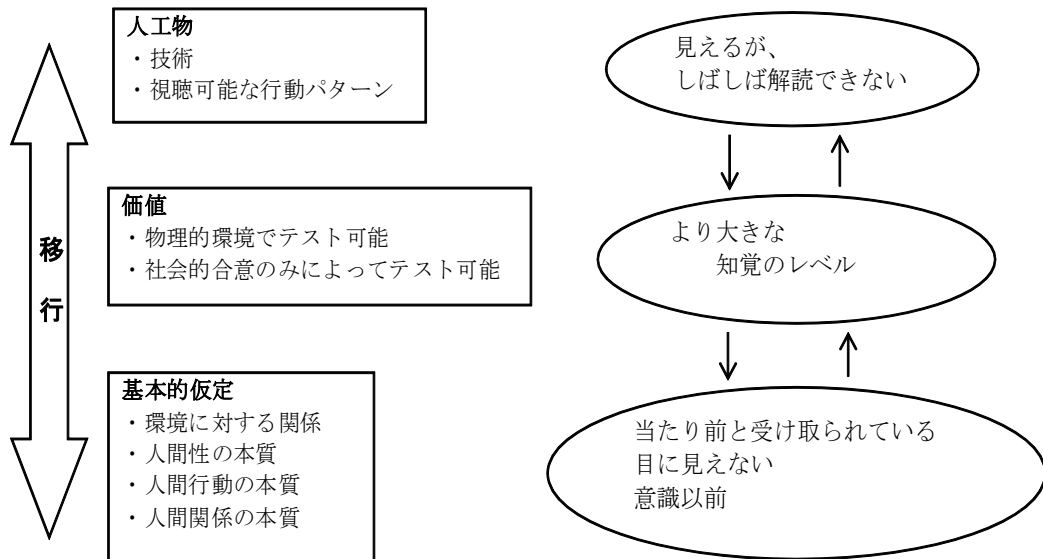 人工物
・技術
・視聴可能な行動パターン
見えるが、
しばしば解読できない
価値
・物理的環境でテスト可能
・社会的合意のみによってテスト可能
より大きな
知覚のレベル
移
行
基本的仮定
・環境に対する関係
・人間性の本質
・人間行動の本質
・人間関係の本質
当たり前と受け取られている
目に見えない
意識以前